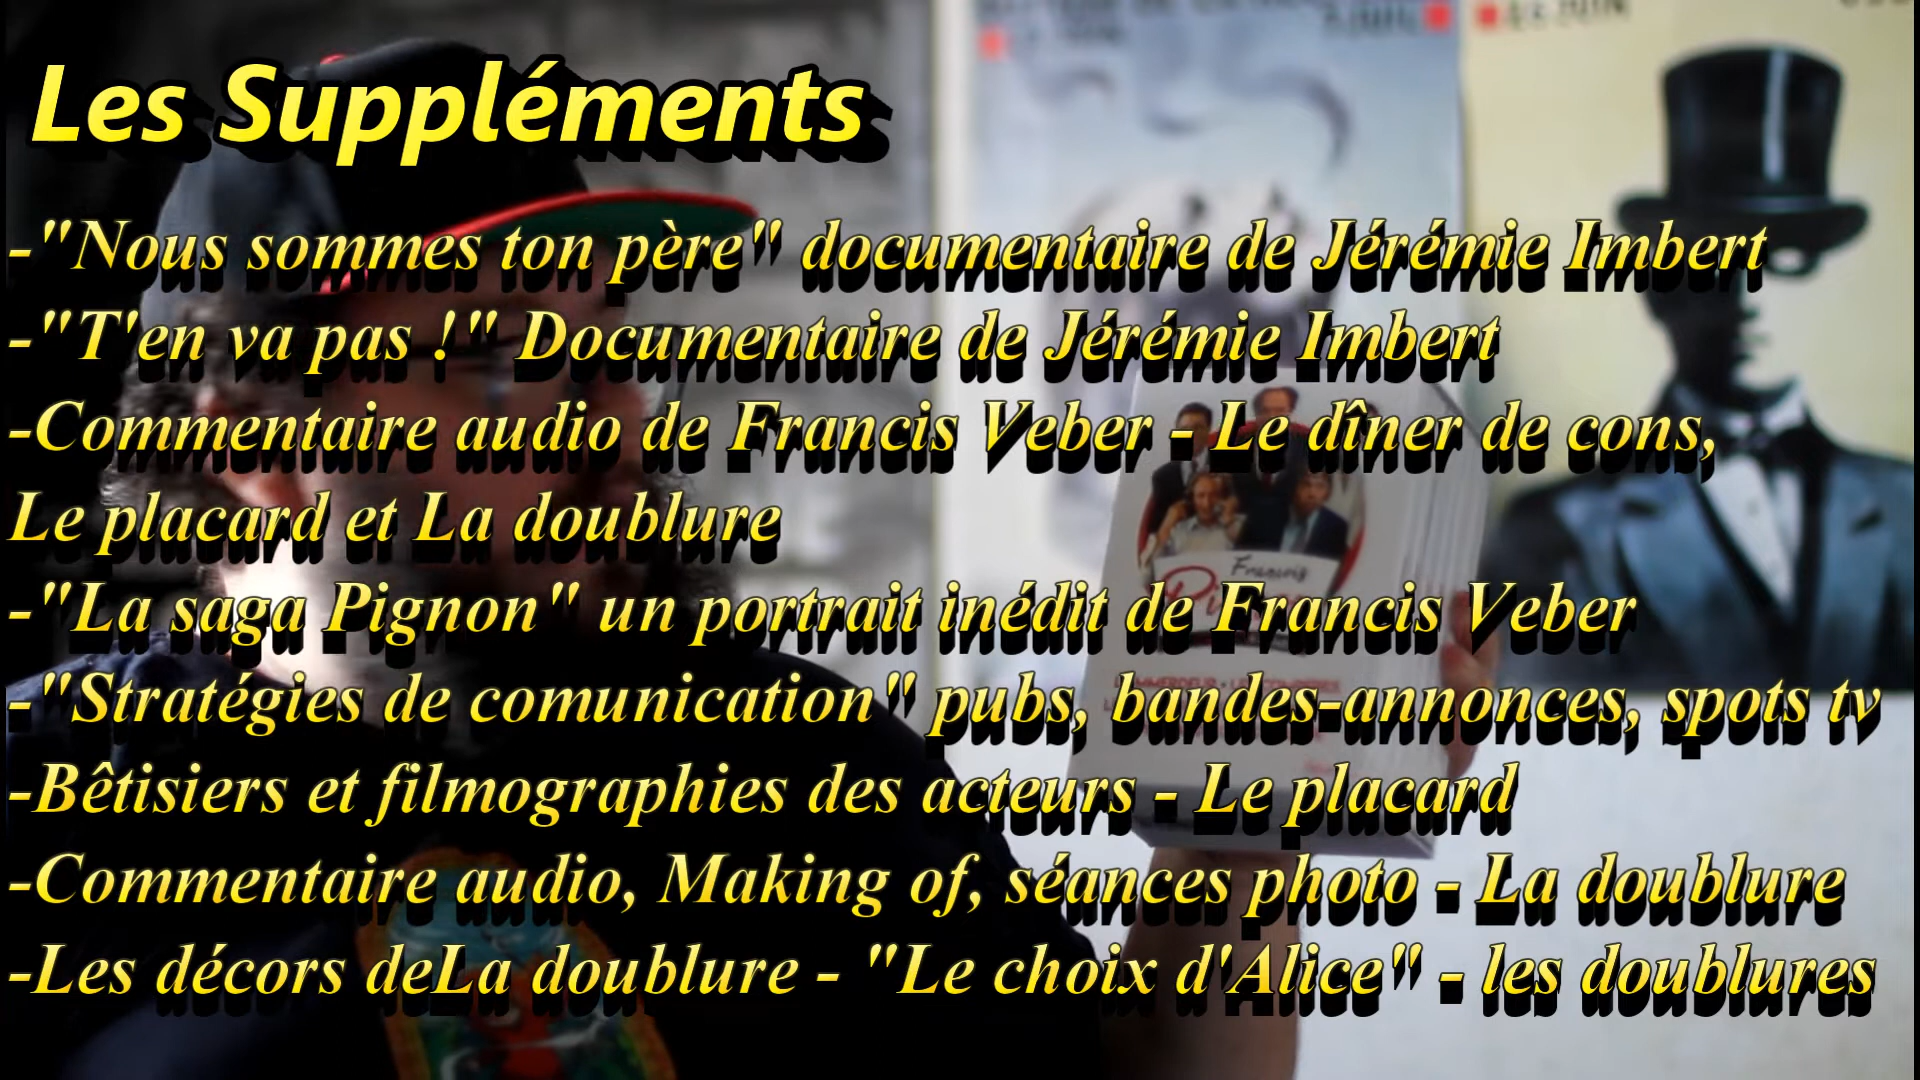 Les Suppléments
-"Nous sommes ton père" documentaire de Jérémie Imbert
-"T'en va pas !" Documentaire de Jérémie Imbert
-Commentaire audio de Francis Veber - Le dîner de cons,
Le placard et La doublure
-"La saga Pignon" un portrait inédit de Francis Veber
-"Stratégies de comunication" pubs, bandes-annonces, spots tv
-Bêtisiers et filmographies des acteurs - Le placard
-Commentaire audio, Making of, séances photo - La doublure
-Les décors deLa doublure - "Le choix d'Alice" - les doublures
François